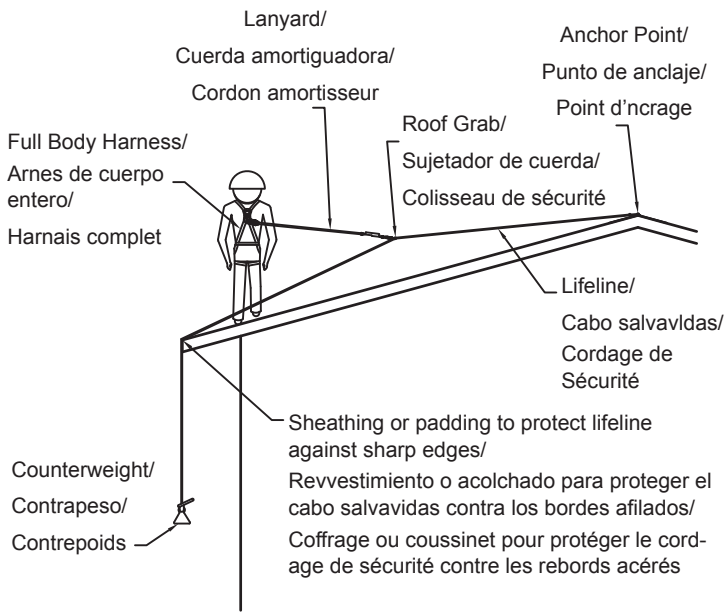 Lanyard/
Cuerda amortiguadora/
Cordon amortisseur
Anchor Point/
Punto de anclaje/
Point d'ncrage
Roof Grab/
Sujetador de cuerda/
Colisseau de sécurité
Full Body Harness/
Arnes de cuerpo
entero/
Harnais complet
Lifeline/
Cabo salvavldas/
Cordage de
Sécurité
Sheathing or padding to protect lifeline
against sharp edges/
Revvestimiento o acolchado para proteger el
cabo salvavidas contra los bordes afilados/
Coffrage ou coussinet pour protéger le cord-
age de sécurité contre les rebords acérés
Counterweight/
Contrapeso/
Contrepoids